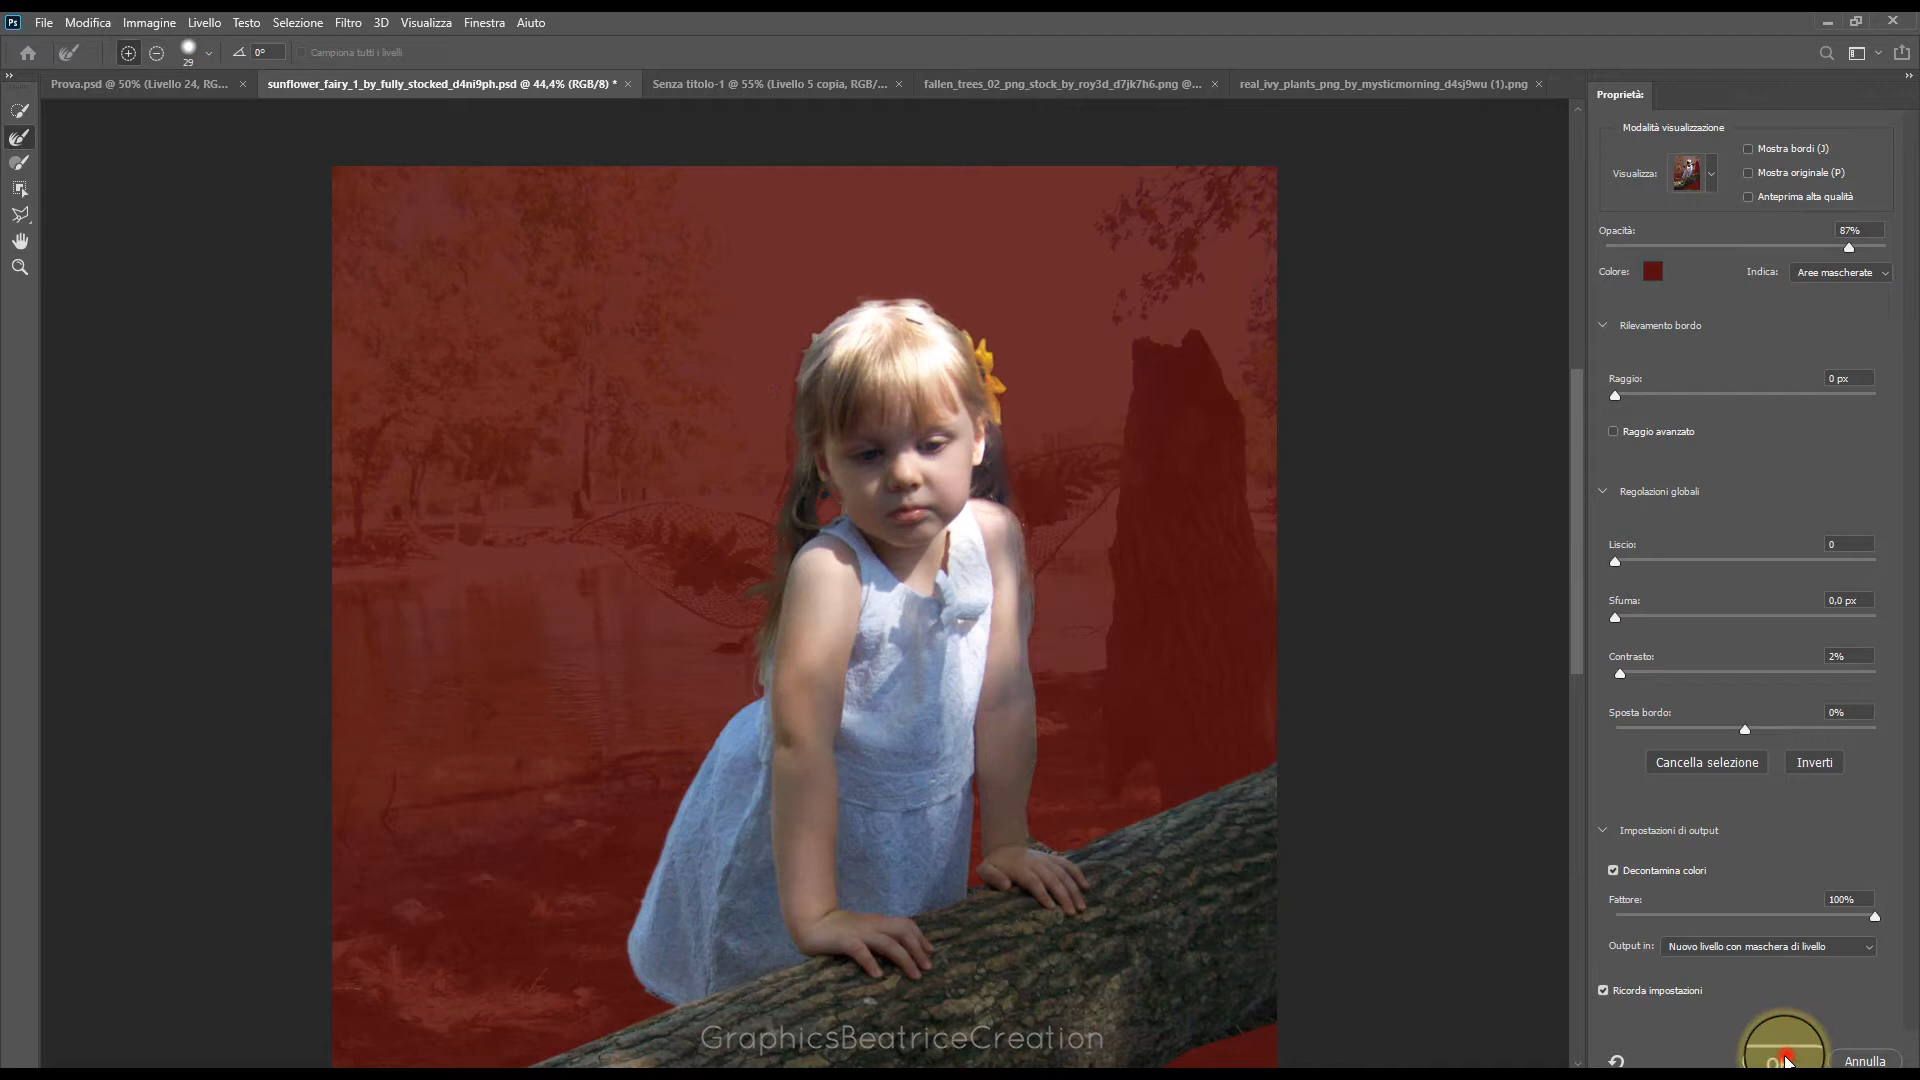 Ps File Modifica Immagine Livello Testo Selezione Filtro 3D Visualizza Finestra Aiuto
29 0° Campiona tutti i livelli
Prova.psd @ 50% (Livello 24, RG... sunflower_fairy_1_by_fully_stocked_d4ni9ph.psd @ 44,4% (RGB/8) * Senza titolo-1 @ 55% (Livello 5 copia, RGB/... fallen_trees_02_png_stock_by_roy3d_d7jk7h6.png @... real_ivy_plants_png_by_mysticmorning_d4sj9wu (1).png
Proprietà:
Modalità visualizzazione
Visualizza:
Mostra bordi (J)
Mostra originale (P)
Anteprima alta qualità
Opacità: 87%
Colore: Indica: Aree mascherate
Rilevamento bordo
Raggio: 0 px
Raggio avanzato
Regolazioni globali
Liscio: 0
Sfuma: 0,0 px
Contrasto: 2%
Sposta bordo: 0%
Cancella selezione Inverti
Impostazioni di output
Decontamina colori
Fattore: 100%
Output in: Nuovo livello con maschera di livello
Ricorda impostazioni
Annulla
GraphicsBeatriceCreation